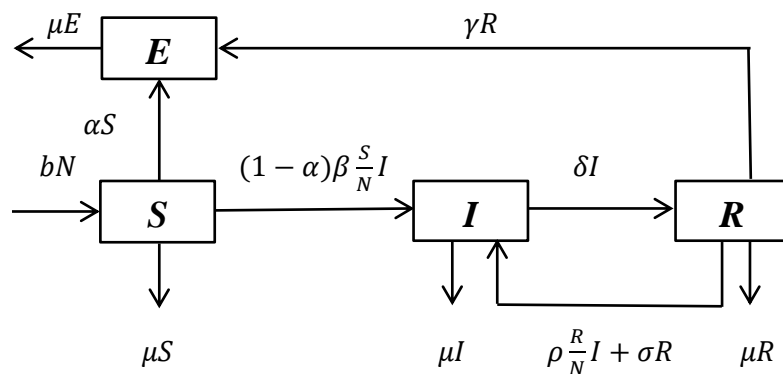 μE
E
γR
αS
bN
(1 − α)β S/N I
δI
S
I
R
μS
μI
ρ R/N I + σR
μR